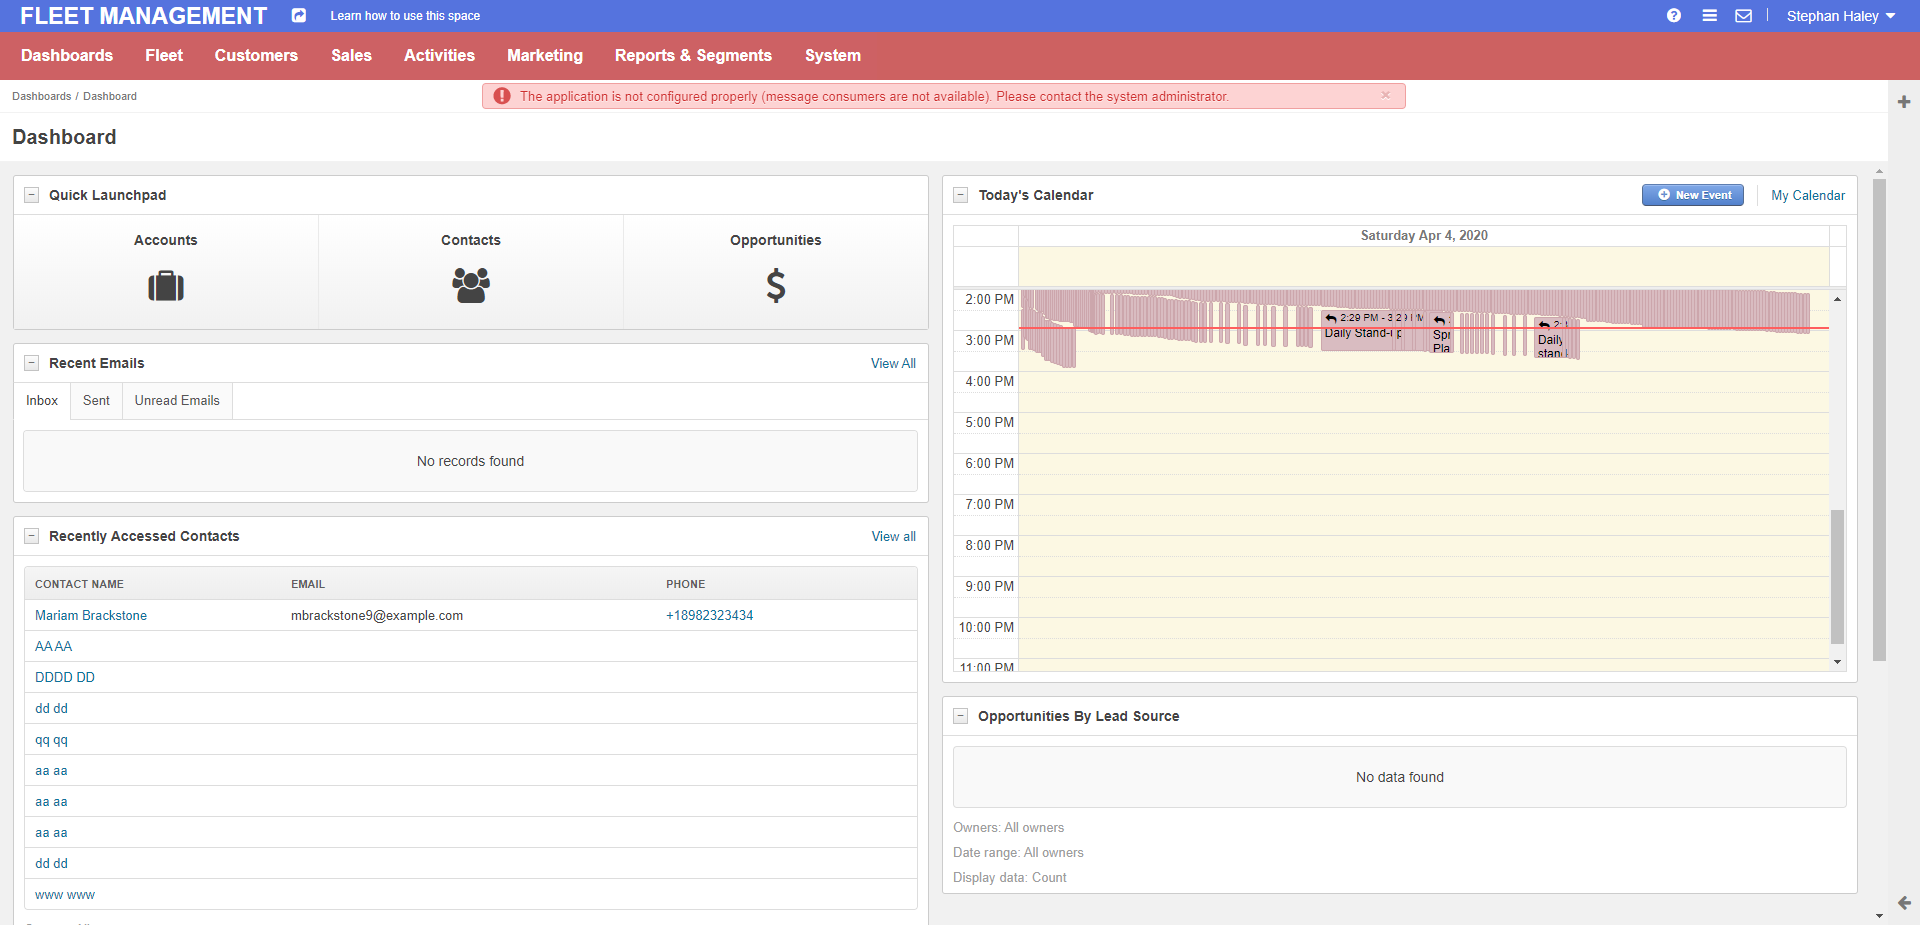 FLEET MANAGEMENT
Learn how to use this space
Stephan Haley
Dashboards Fleet Customers Sales Activities Marketing Reports & Segments System
Dashboards / Dashboard
The application is not configured properly (message consumers are not available). Please contact the system administrator.
Dashboard
Quick Launchpad
Accounts
Contacts
Opportunities
Recent Emails
View All
Inbox
Sent
Unread Emails
No records found
Recently Accessed Contacts
View all
CONTACT NAME EMAIL PHONE
Mariam Brackstone mbrackstone9@example.com +18982323434
AA AA
DDDD DD
dd dd
qq qq
aa aa
aa aa
aa aa
dd dd
www www
Today's Calendar
New Event
My Calendar
Saturday Apr 4, 2020
2:00 PM
2:29 PM - 3:29 PM
Daily Stand-up
Spr
Pla
2:
Daily
stand
3:00 PM
4:00 PM
5:00 PM
6:00 PM
7:00 PM
8:00 PM
9:00 PM
10:00 PM
11:00 PM
Opportunities By Lead Source
No data found
Owners: All owners
Date range: All owners
Display data: Count